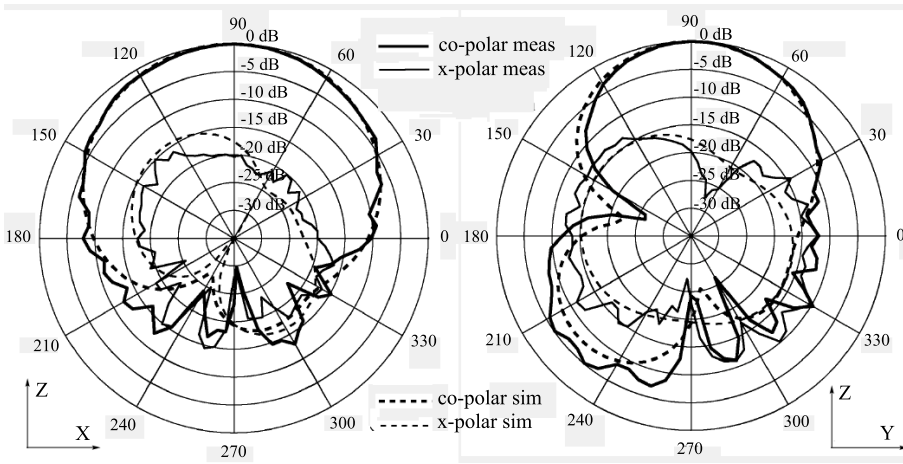 90
0 dB
-5 dB
-10 dB
-15 dB
20 dB
-25 dB
-30 dB
120
60
150
30
180
0
210
330
240
300
270
Z
X
co-polar meas
x-polar meas
co-polar sim
x-polar sim
90
0 dB
-5 dB
-10 dB
-15 dB
20 dB
25 dB
-30 dB
120
60
150
30
180
0
210
330
240
300
270
Z
Y